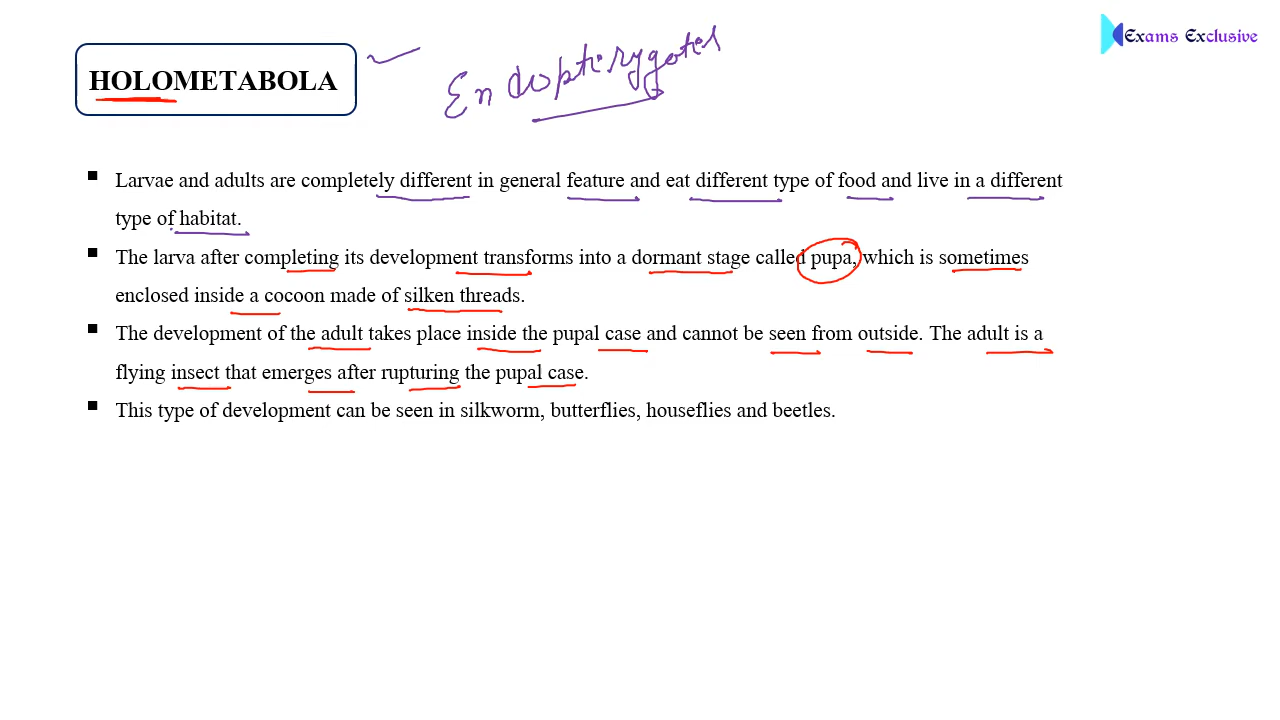 Exams Exclusive
HOLOMETABOLA
Endopterygotes
▪ Larvae and adults are completely different in general feature and eat different type of food and live in a different
type of habitat.
▪ The larva after completing its development transforms into a dormant stage called pupa, which is sometimes
enclosed inside a cocoon made of silken threads.
▪ The development of the adult takes place inside the pupal case and cannot be seen from outside. The adult is a
flying insect that emerges after rupturing the pupal case.
▪ This type of development can be seen in silkworm, butterflies, houseflies and beetles.